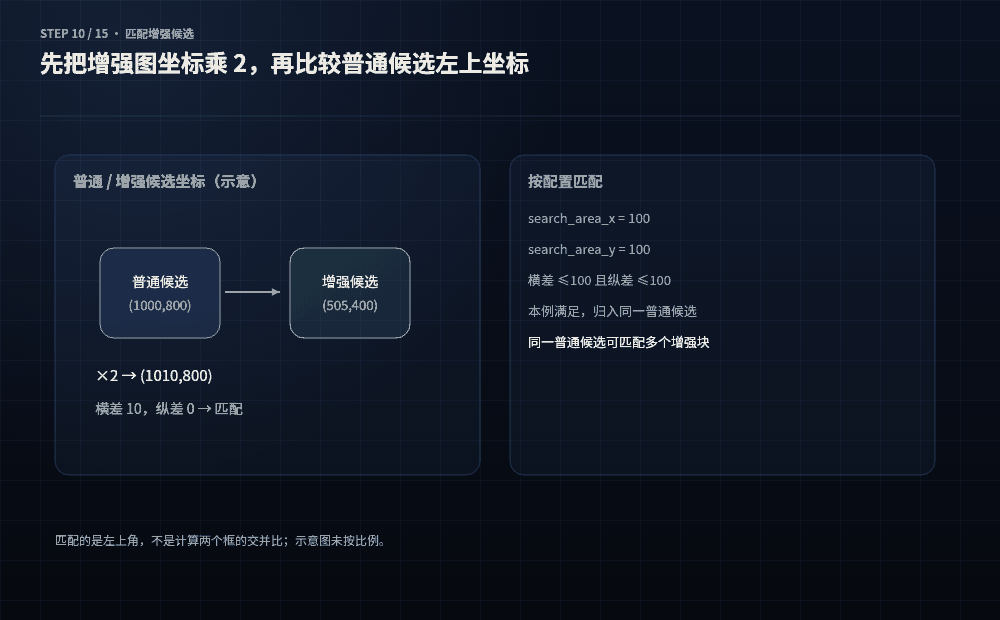 STEP 10 / 15 · 匹配增强候选
先把增强图坐标乘 2，再比较普通候选左上坐标
普通 / 增强候选坐标（示意）
普通候选
(1000,800)
增强候选
(505,400)
×2 → (1010,800)
横差 10，纵差 0 → 匹配
按配置匹配
search_area_x = 100
search_area_y = 100
横差 ≤100 且纵差 ≤100
本例满足，归入同一普通候选
同一普通候选可匹配多个增强块
匹配的是左上角，不是计算两个框的交并比；示意图未按比例。